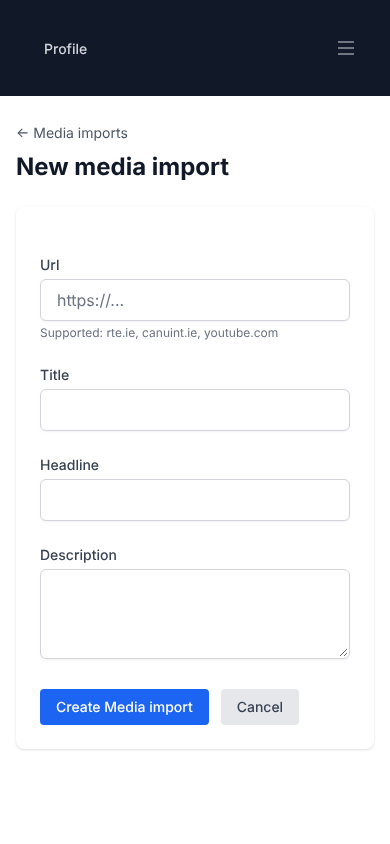 Profile
← Media imports
New media import
Url
https://...
Supported: rte.ie, canuint.ie, youtube.com
Title
Headline
Description
Create Media import
Cancel